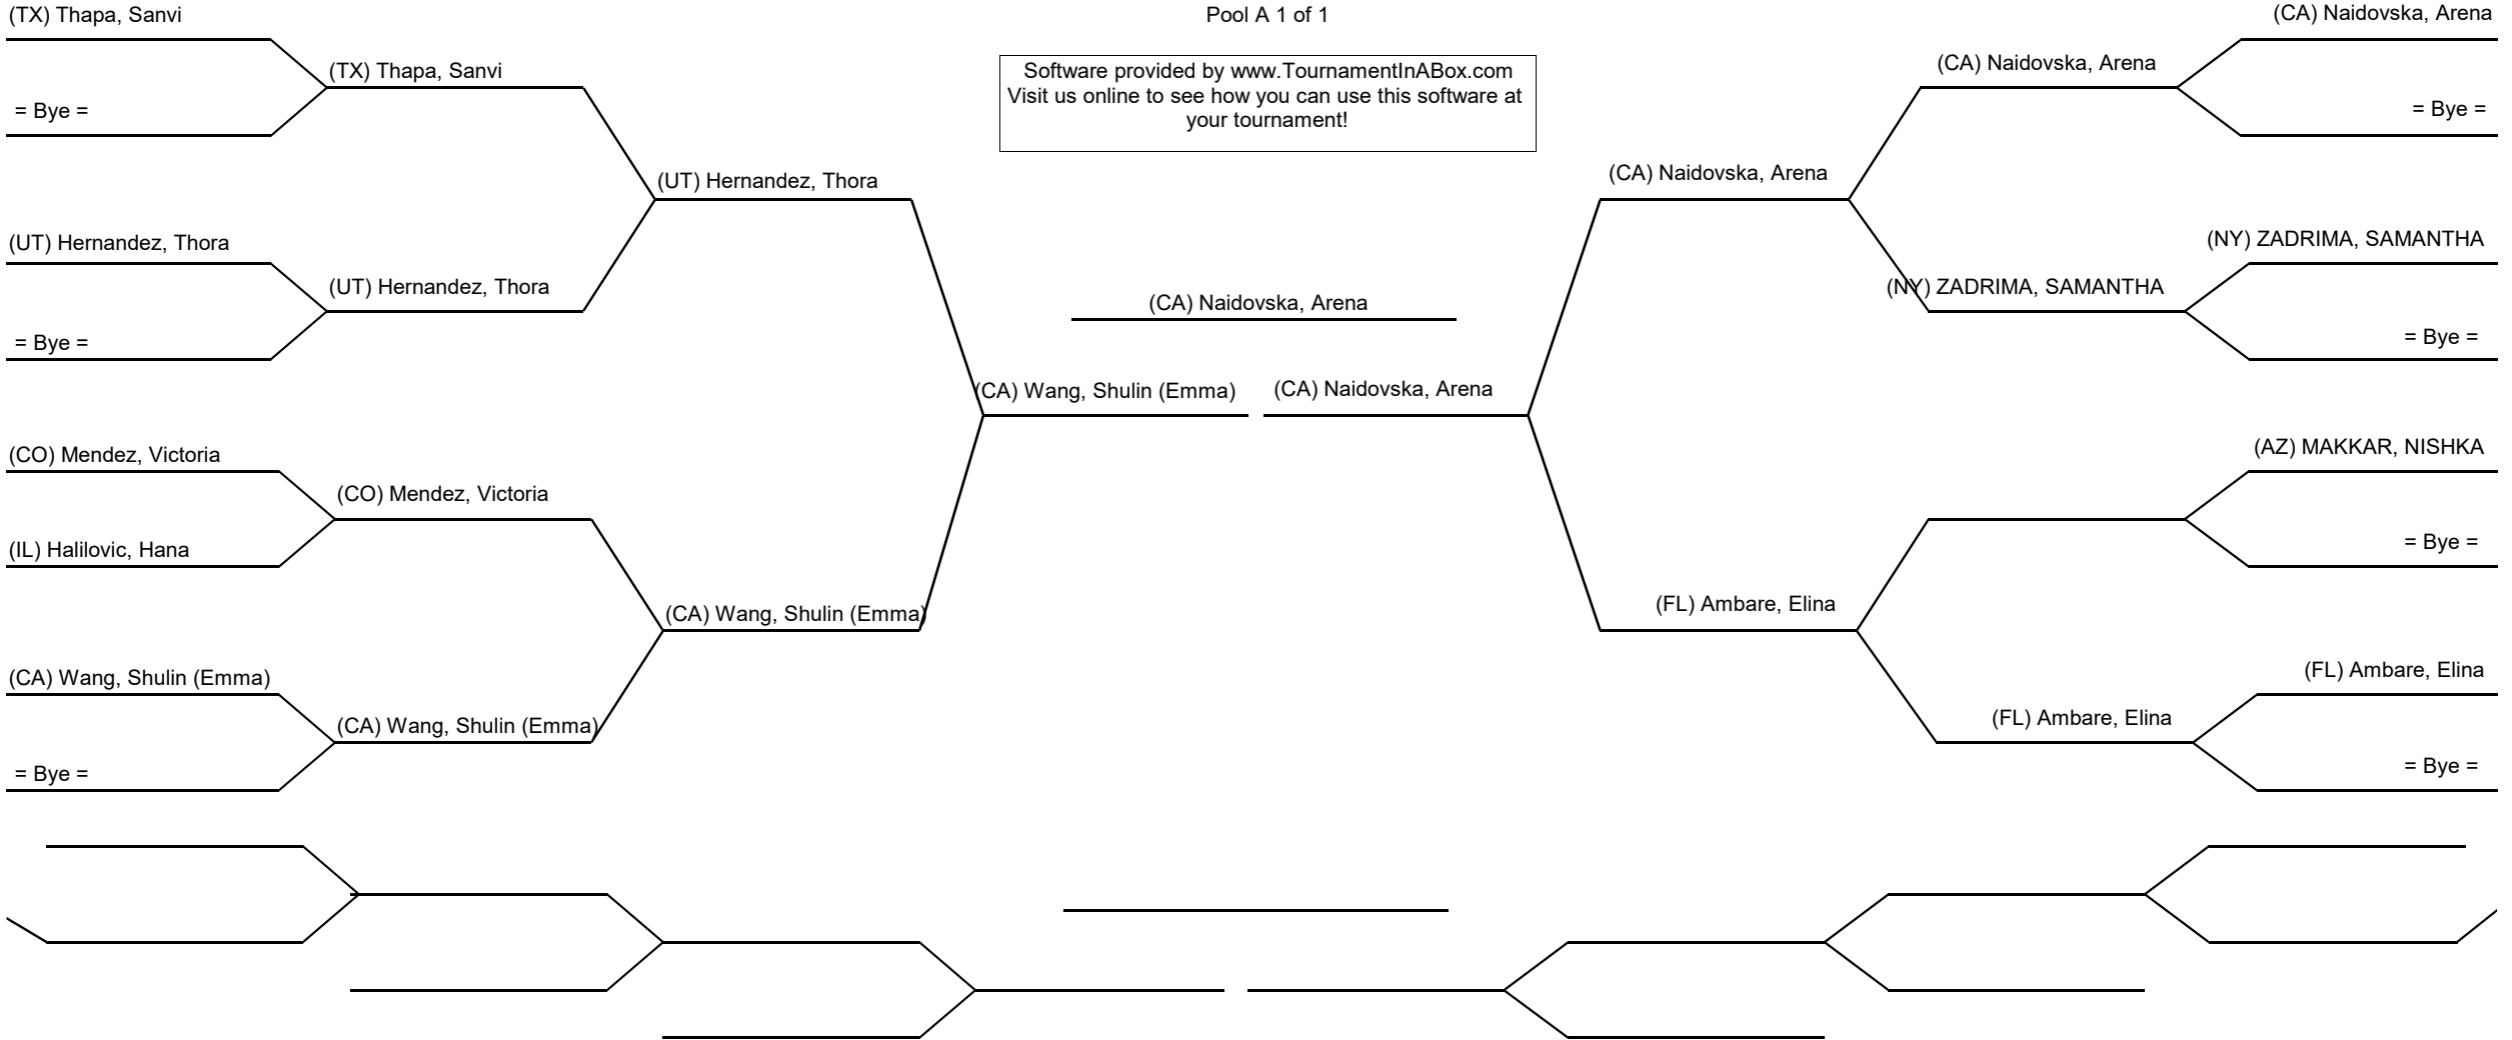 (TX) Thapa, Sanvi
= Bye =
(UT) Hernandez, Thora
= Bye =
(CO) Mendez, Victoria
(IL) Halilovic, Hana
(CA) Wang, Shulin (Emma)
= Bye =
(TX) Thapa, Sanvi
(UT) Hernandez, Thora
(CO) Mendez, Victoria
(CA) Wang, Shulin (Emma)
(UT) Hernandez, Thora
(CA) Wang, Shulin (Emma)
(CA) Wang, Shulin (Emma)
Pool A 1 of 1
Software provided by www.TournamentInABox.com
Visit us online to see how you can use this software at
your tournament!
(CA) Naidovska, Arena
(CA) Naidovska, Arena
(CA) Naidovska, Arena
(FL) Ambare, Elina
(CA) Naidovska, Arena
(NY) ZADRIMA, SAMANTHA
(FL) Ambare, Elina
(CA) Naidovska, Arena
= Bye =
(NY) ZADRIMA, SAMANTHA
= Bye =
(AZ) MAKKAR, NISHKA
= Bye =
(FL) Ambare, Elina
= Bye =